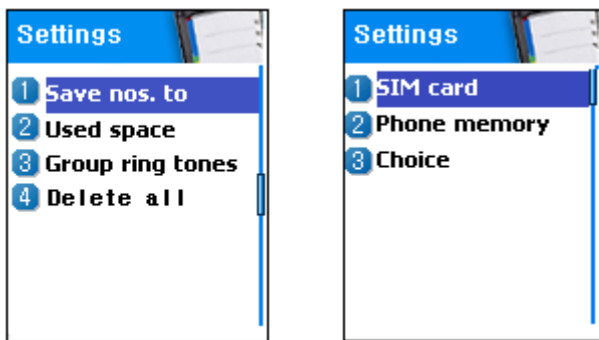 Settings
1 Save nos. to
2 Used space
3 Group ring tones
4 Delete all
Settings
1 SIM card
2 Phone memory
3 Choice